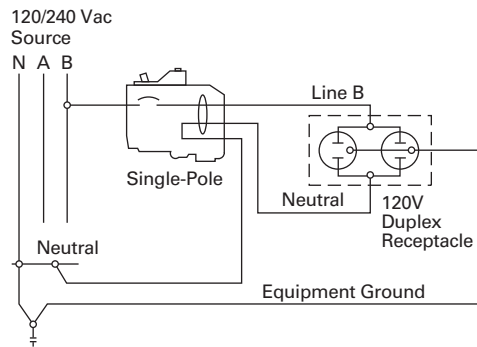 120/240 Vac
Source
N A B
Line B
Single-Pole
Neutral
120V
Duplex
Receptacle
Neutral
Equipment Ground